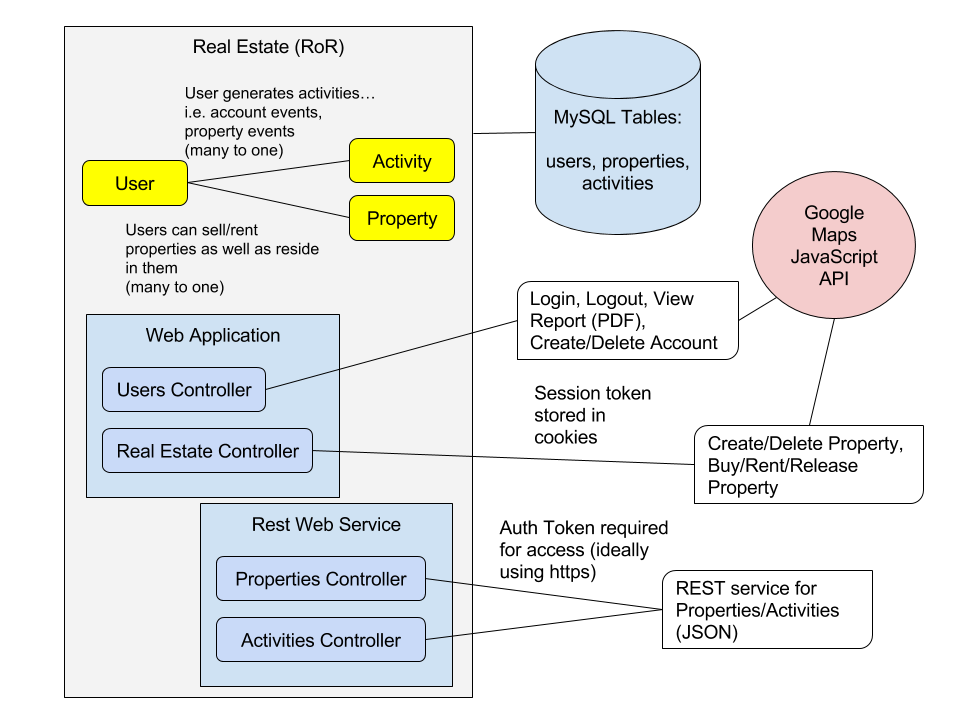 Real Estate (RoR)
User generates activities…
i.e. account events,
property events
(many to one)
User
Activity
Property
Users can sell/rent
properties as well as reside
in them
(many to one)
MySQL Tables:
users, properties,
activities
Google
Maps
JavaScript
API
Web Application
Users Controller
Real Estate Controller
Login, Logout, View
Report (PDF),
Create/Delete Account
Session token
stored in
cookies
Create/Delete Property,
Buy/Rent/Release
Property
Rest Web Service
Properties Controller
Activities Controller
Auth Token required
for access (ideally
using https)
REST service for
Properties/Activities
(JSON)